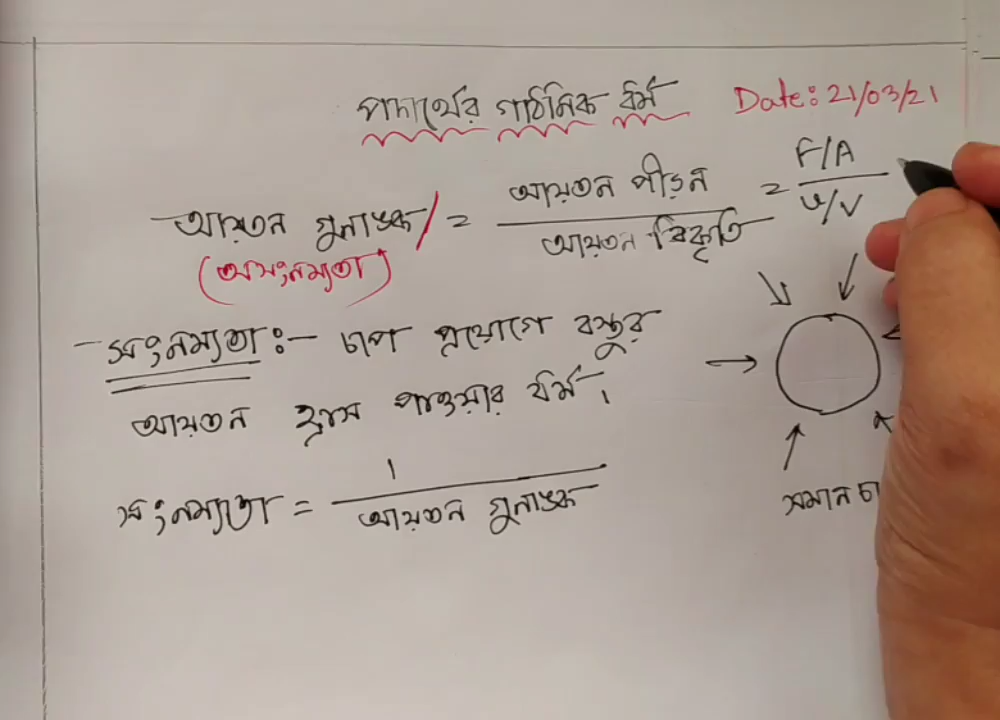 পদার্থের গাঠনিক ধর্ম Date: 21/03/21
আয়তন গুনাঙ্ক / = আয়তন পীড়ন / আয়তন বিকৃতি = F/A / v/V
(অসংনম্যতা)
সংনম্যতা :- চাপ প্রয়োগে বস্তুর
আয়তন হ্রাস পাওয়ার ধর্ম।
সংনম্যতা = 1 / আয়তন গুনাঙ্ক
সমান